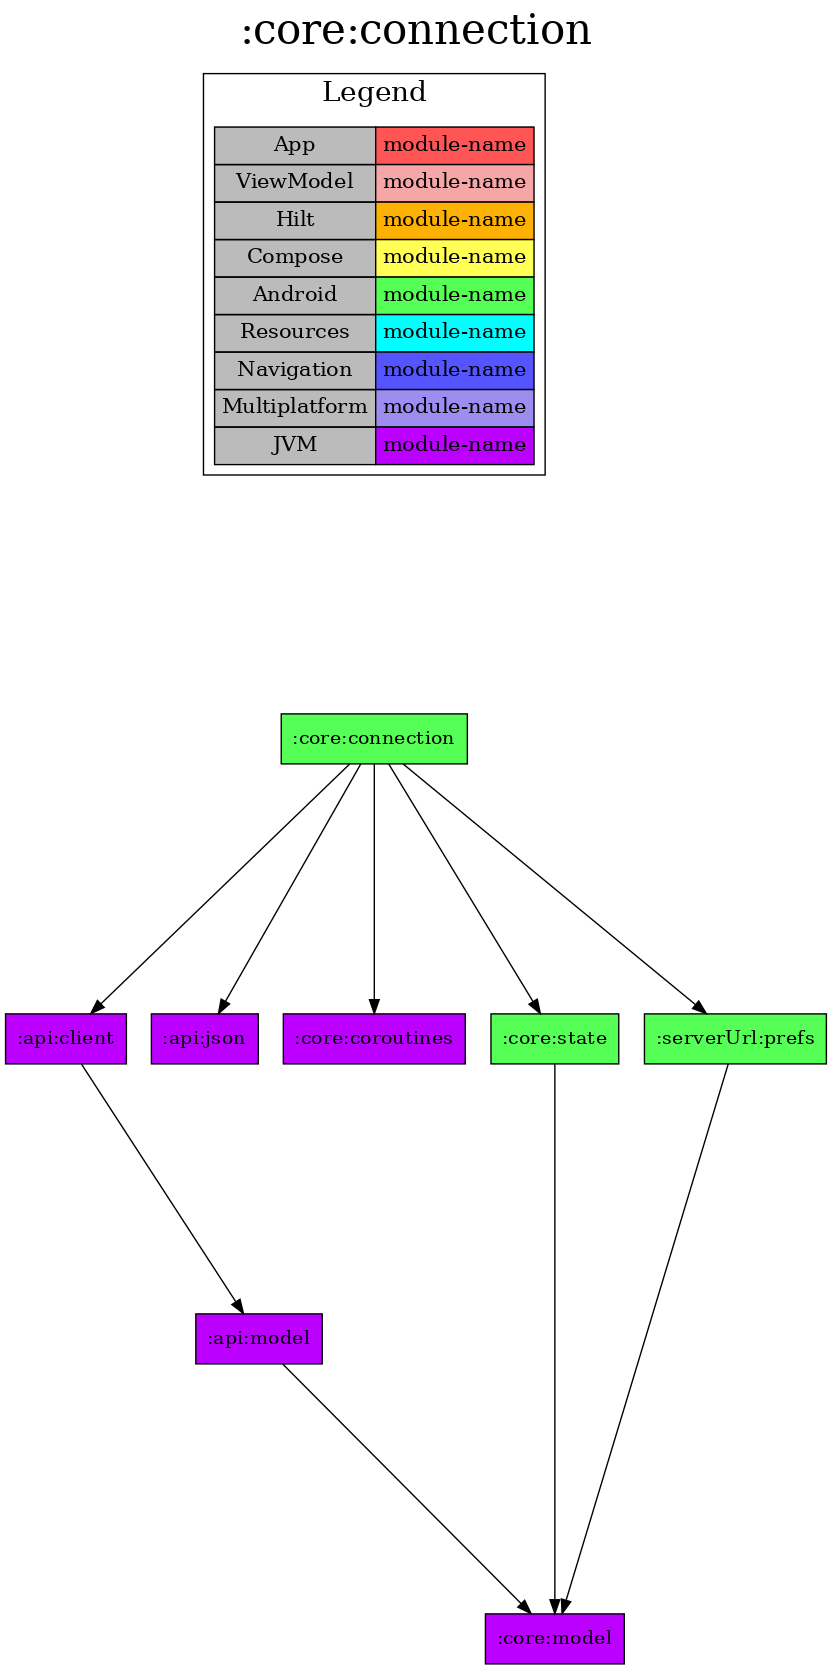 :core:connection
Legend
App module-name
ViewModel module-name
Hilt module-name
Compose module-name
Android module-name
Resources module-name
Navigation module-name
Multiplatform module-name
JVM module-name
:core:connection
:api:client :api:json :core:coroutines :core:state :serverUrl:prefs
:api:model
:core:model